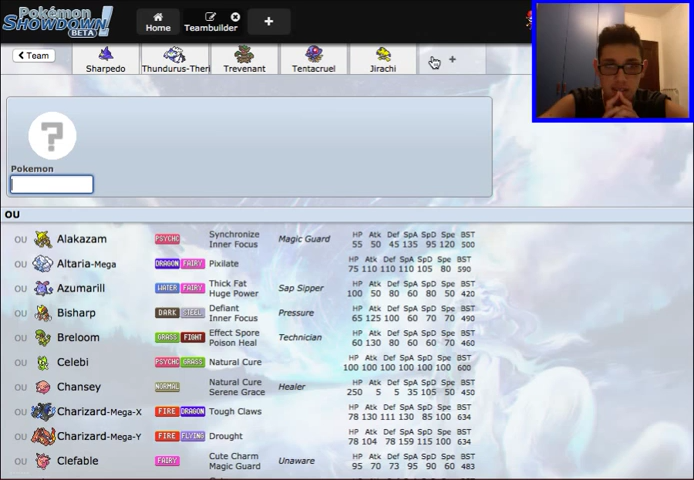 Pokémon
SHOWDOWN!
BETA!
Home
Teambuilder
+
< Team
Sharpedo
Thundurus-Theri
Trevenant
Tentacruel
Jirachi
+
?
Pokemon
OU
OU Alakazam PSYCHC Synchronize Inner Focus Magic Guard HP 55 Atk 50 Def 45 SpA 135 SpD 95 Spe 120 BST 500
OU Altaria-Mega DRAGON FAIRY Pixilate HP 75 Atk 110 Def 110 SpA 110 SpD 105 Spe 80 BST 590
OU Azumarill WATER FAIRY Thick Fat Huge Power Sap Sipper HP 100 Atk 50 Def 80 SpA 60 SpD 80 Spe 50 BST 420
OU Bisharp DARK STEEL Defiant Inner Focus Pressure HP 65 Atk 125 Def 100 SpA 60 SpD 70 Spe 70 BST 490
OU Breloom GRASS FIGHT Effect Spore Poison Heal Technician HP 60 Atk 130 Def 80 SpA 60 SpD 60 Spe 70 BST 460
OU Celebi PSYCHC GRASS Natural Cure HP 100 Atk 100 Def 100 SpA 100 SpD 100 Spe 100 BST 600
OU Chansey NORMAL Natural Cure Serene Grace Healer HP 250 Atk 5 Def 5 SpA 35 SpD 105 Spe 50 BST 450
OU Charizard-Mega-X FIRE DRAGON Tough Claws HP 78 Atk 130 Def 111 SpA 130 SpD 85 Spe 100 BST 634
OU Charizard-Mega-Y FIRE FLYING Drought HP 78 Atk 104 Def 78 SpA 159 SpD 115 Spe 100 BST 634
OU Clefable FAIRY Cute Charm Magic Guard Unaware HP 95 Atk 70 Def 73 SpA 95 SpD 90 Spe 60 BST 483